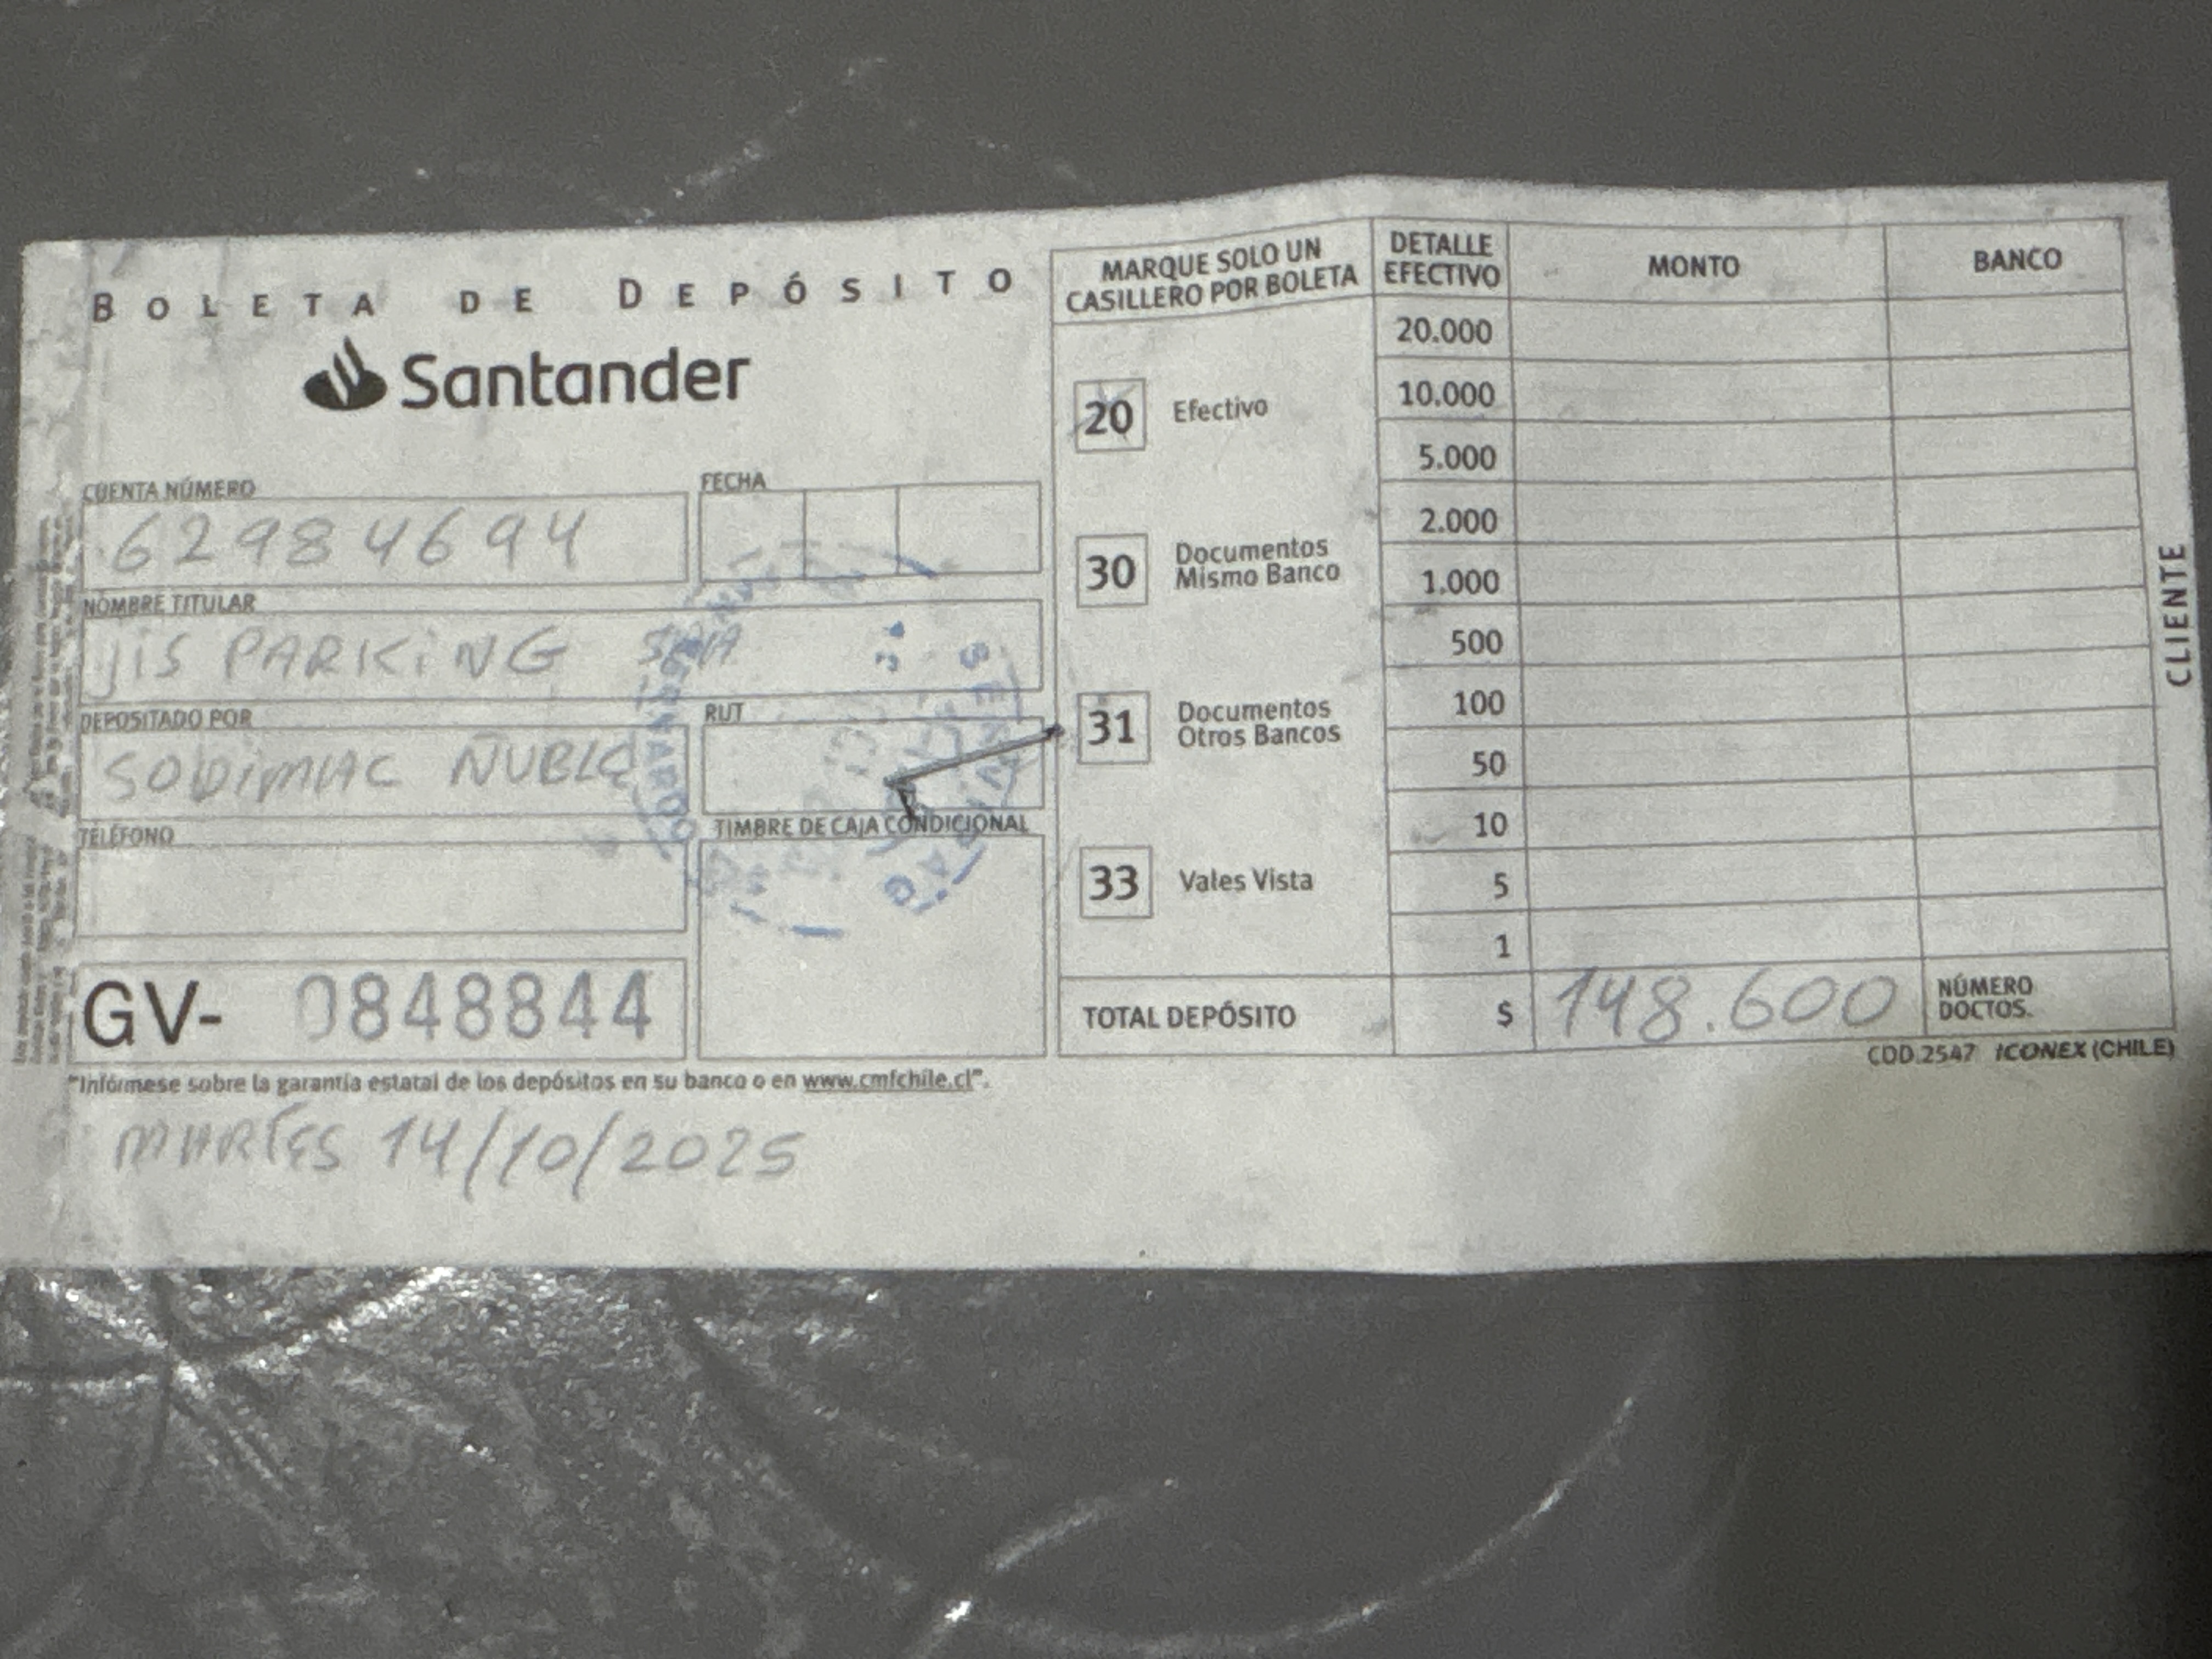 BOLETA DE DEPÓSITO
Santander
CUENTA NÚMERO
62984694
FECHA
NOMBRE TITULAR
JIS PARKING SPA
DEPOSITADO POR
SODIMAC ÑUBLE
RUT
TELÉFONO
TIMBRE DE CAJA CONDICIONAL
GV- 0848844
"Infórmese sobre la garantía estatal de los depósitos en su banco o en www.cmfchile.cl".
MARTES 14/10/2025
MARQUE SOLO UN
CASILLERO POR BOLETA
20 Efectivo
30 Documentos
Mismo Banco
31 Documentos
Otros Bancos
33 Vales Vista
DETALLE
EFECTIVO
MONTO
BANCO
20.000
10.000
5.000
2.000
1.000
500
100
50
10
5
1
TOTAL DEPÓSITO $ 148.600
NÚMERO
DOCTOS.
COD.2547 ICONEX (CHILE)
CLIENTE